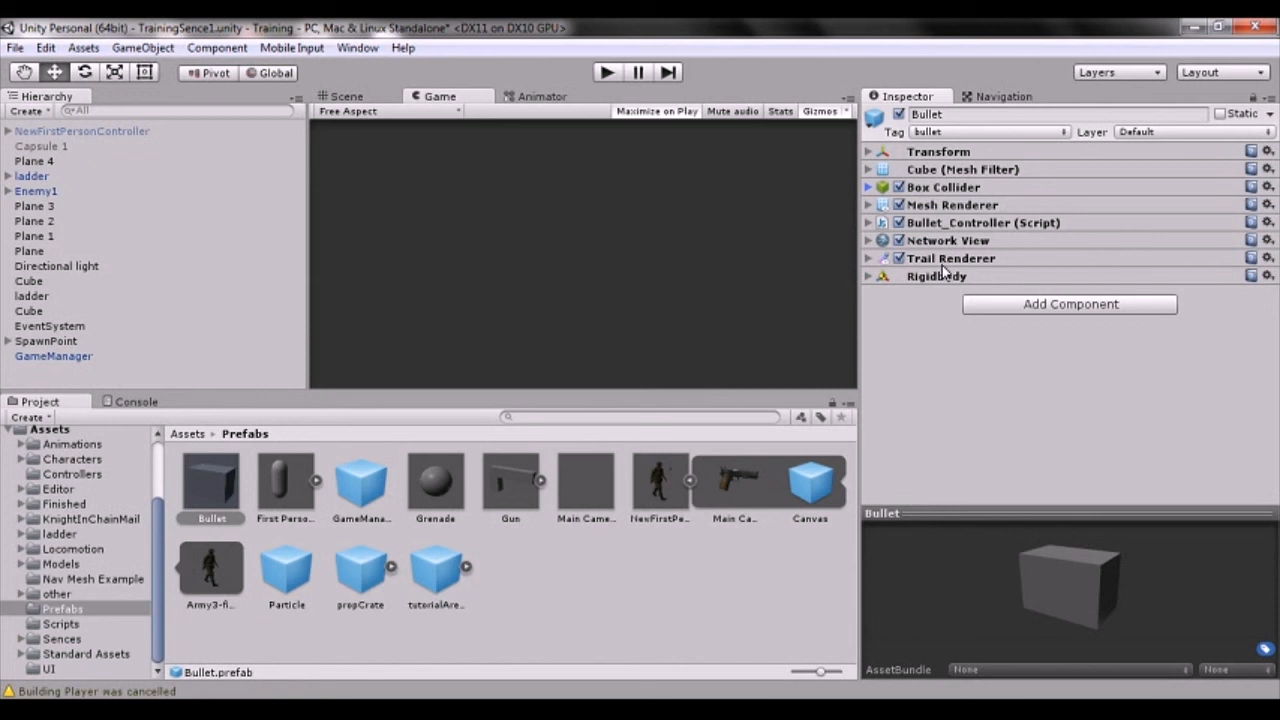 Unity Personal (64bit) - TrainingSence1.unity - Training - PC, Mac & Linux Standalone* <DX11 on DX10 GPU>
File Edit Assets GameObject Component Mobile Input Window Help
Pivot Global Layers Layout
Hierarchy
Create All
NewFirstPersonController
Capsule 1
Plane 4
ladder
Enemy1
Plane 3
Plane 2
Plane 1
Plane
Directional light
Cube
ladder
Cube
EventSystem
SpawnPoint
GameManager
Scene Game Animator
Free Aspect Maximize on Play Mute audio Stats Gizmos
Inspector Navigation
Bullet Static
Tag bullet Layer Default
Transform
Cube (Mesh Filter)
Box Collider
Mesh Renderer
Bullet_Controller (Script)
Network View
Trail Renderer
Rigidbody
Add Component
Project Console
Create
Assets
Animations
Characters
Controllers
Editor
Finished
KnightInChainMail
ladder
Locomotion
Models
Nav Mesh Example
other
Prefabs
Scripts
Sences
Standard Assets
UI
Assets Prefabs
Bullet First Perso... GameMana... Grenade Gun Main Came... NewFirstPe... Main Ca... Canvas
Army3-fi... Particle propCrate tutorialAre...
Bullet.prefab
Bullet
AssetBundle None None
Building Player was cancelled